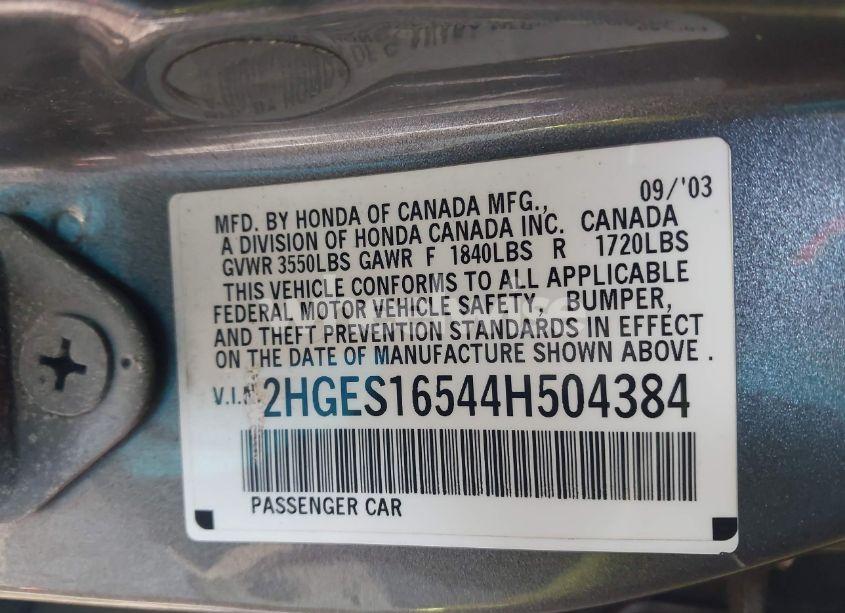 09/'03
MFD. BY HONDA OF CANADA MFG.,
A DIVISION OF HONDA CANADA INC. CANADA
GVWR 3550LBS GAWR F 1840LBS R 1720LBS
THIS VEHICLE CONFORMS TO ALL APPLICABLE
FEDERAL MOTOR VEHICLE SAFETY, BUMPER,
AND THEFT PREVENTION STANDARDS IN EFFECT
ON THE DATE OF MANUFACTURE SHOWN ABOVE.
V.I.N 2HGES16544H504384
PASSENGER CAR